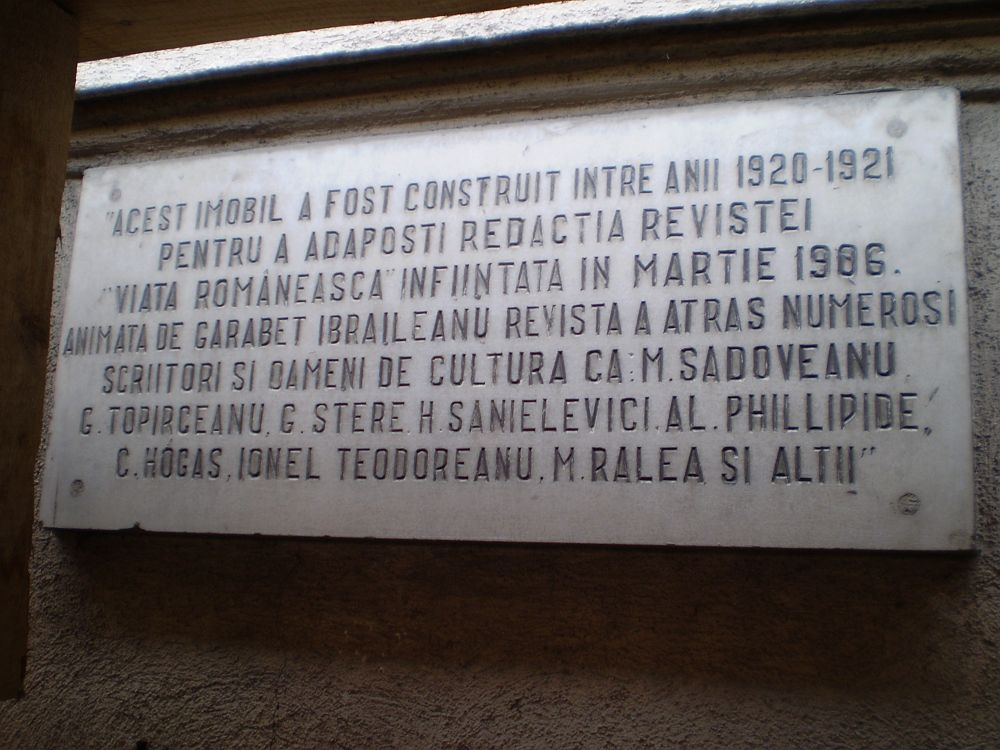 "ACEST IMOBIL A FOST CONSTRUIT INTRE ANII 1920-1921
PENTRU A ADAPOSTI REDACTIA REVISTEI
"VIATA ROMÂNEASCA" INFIINTATA IN MARTIE 1906.
ANIMATA DE GARABET IBRAILEANU REVISTA A ATRAS NUMEROSI
SCRIITORI SI OAMENI DE CULTURA CA: M. SADOVEANU
G. TOPIRCEANU, G. STERE, H. SANIELEVICI, AL. PHILLIPIDE,
C. HOGAS, IONEL TEODOREANU, M. RALEA SI ALTII"